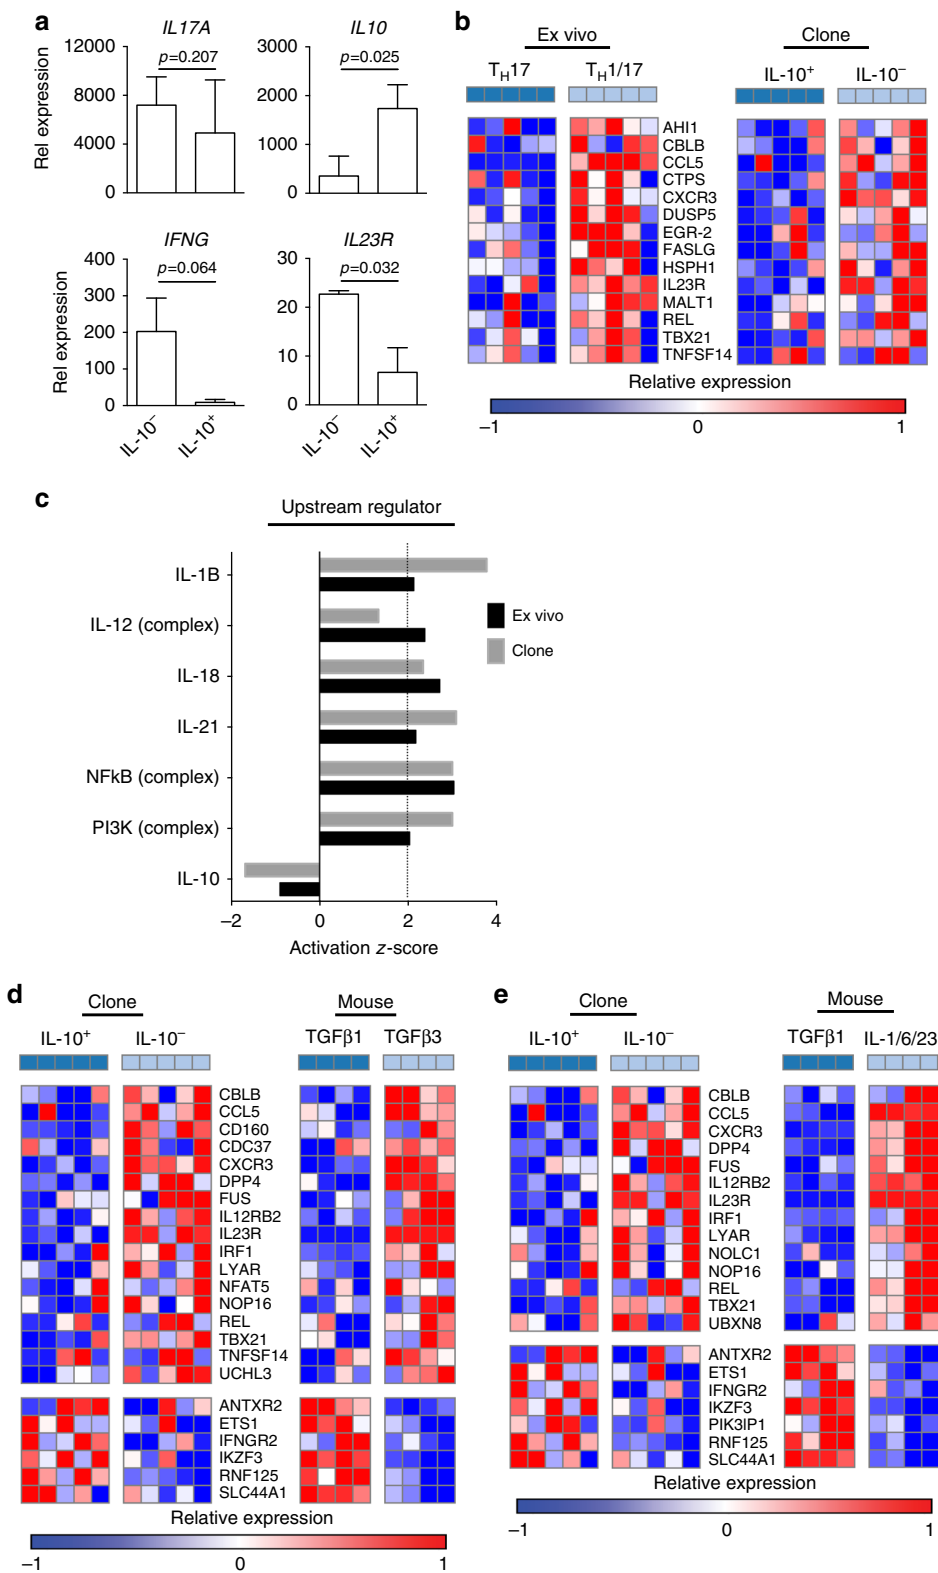 a
IL17A
IL10
Rel expression
12000
8000
4000
0
p=0.207
3000
2000
1000
0
p=0.025
IFNG
IL23R
Rel expression
400
300
200
100
0
p=0.064
30
20
10
0
p=0.032
IL-10−
IL-10+
IL-10−
IL-10+
b
Ex vivo
Clone
TH17
TH1/17
IL-10+
IL-10−
AHI1
CBLB
CCL5
CTPS
CXCR3
DUSP5
EGR-2
FASLG
HSPH1
IL23R
MALT1
REL
TBX21
TNFSF14
Relative expression
−1
0
1
c
Upstream regulator
IL-1B
IL-12 (complex)
IL-18
IL-21
NFkB (complex)
PI3K (complex)
IL-10
Ex vivo
Clone
−2
0
2
4
Activation z-score
d
Clone
Mouse
IL-10+
IL-10−
TGFβ1
TGFβ3
CBLB
CCL5
CD160
CDC37
CXCR3
DPP4
FUS
IL12RB2
IL23R
IRF1
LYAR
NFAT5
NOP16
REL
TBX21
TNFSF14
UCHL3
ANTXR2
ETS1
IFNGR2
IKZF3
RNF125
SLC44A1
Relative expression
−1
0
1
e
Clone
Mouse
IL-10+
IL-10−
TGFβ1
IL-1/6/23
CBLB
CCL5
CXCR3
DPP4
FUS
IL12RB2
IL23R
IRF1
LYAR
NOLC1
NOP16
REL
TBX21
UBXN8
ANTXR2
ETS1
IFNGR2
IKZF3
PIK3IP1
RNF125
SLC44A1
Relative expression
−1
0
1